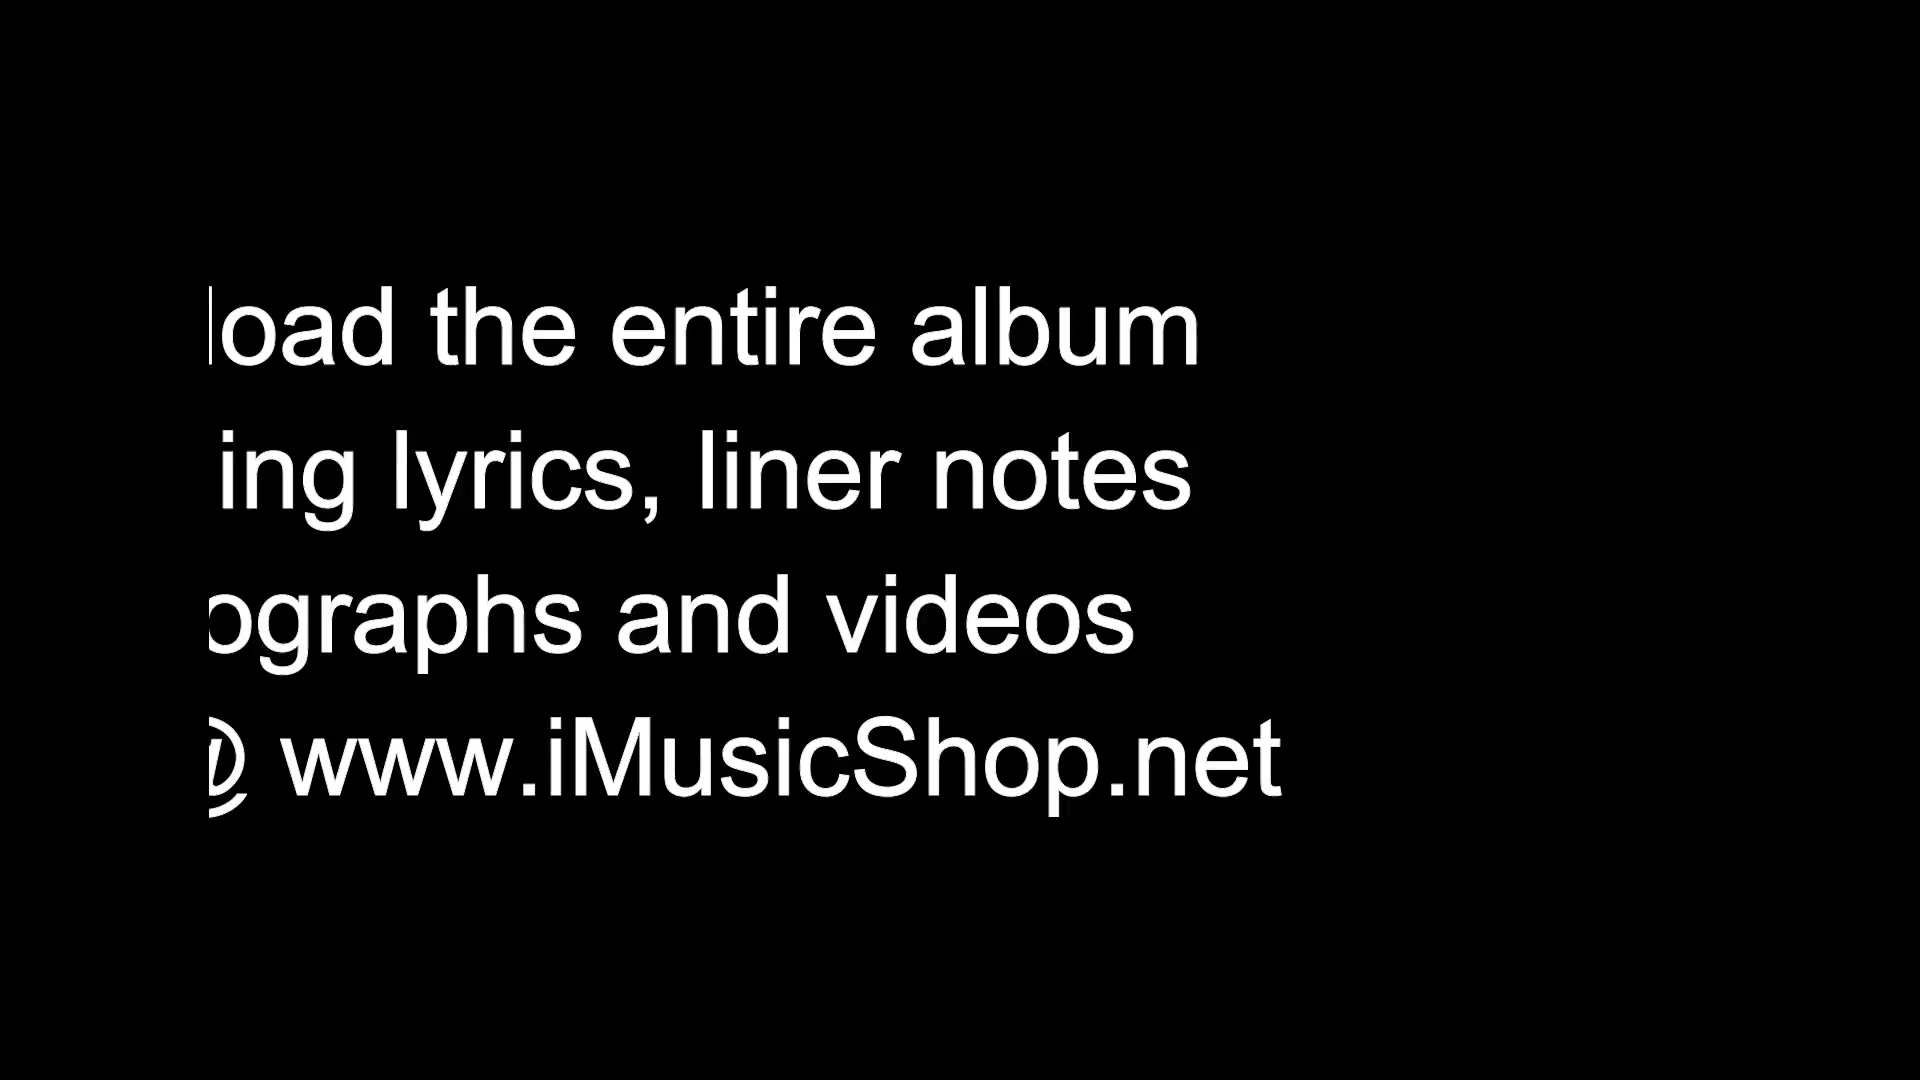 load the entire album
ing lyrics, liner notes
ographs and videos
@ www.iMusicShop.net